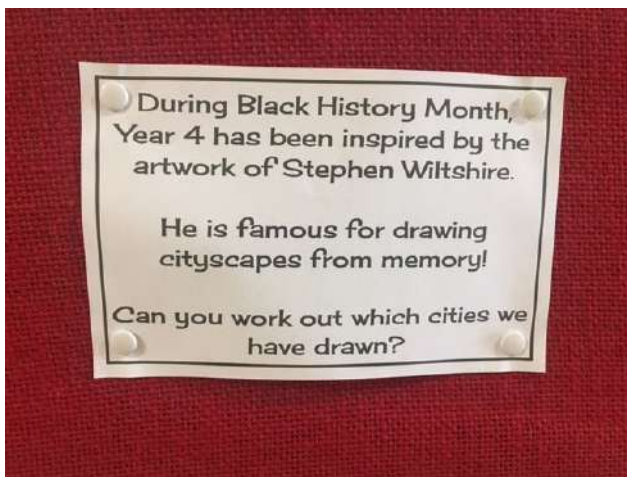 During Black History Month,
Year 4 has been inspired by the
artwork of Stephen Wiltshire.
He is famous for drawing
cityscapes from memory!
Can you work out which cities we
have drawn?